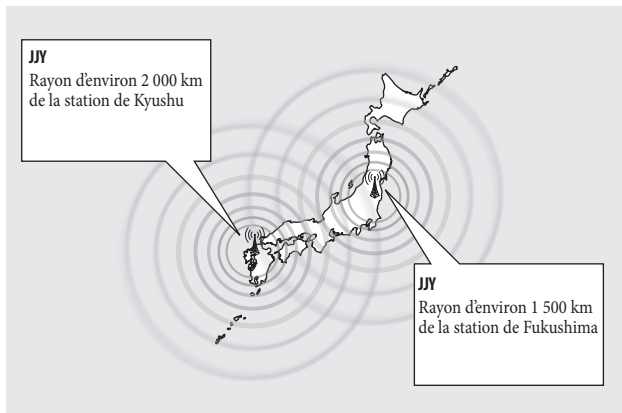 JJY
Rayon d'environ 2 000 km
de la station de Kyushu
JJY
Rayon d'environ 1 500 km
de la station de Fukushima